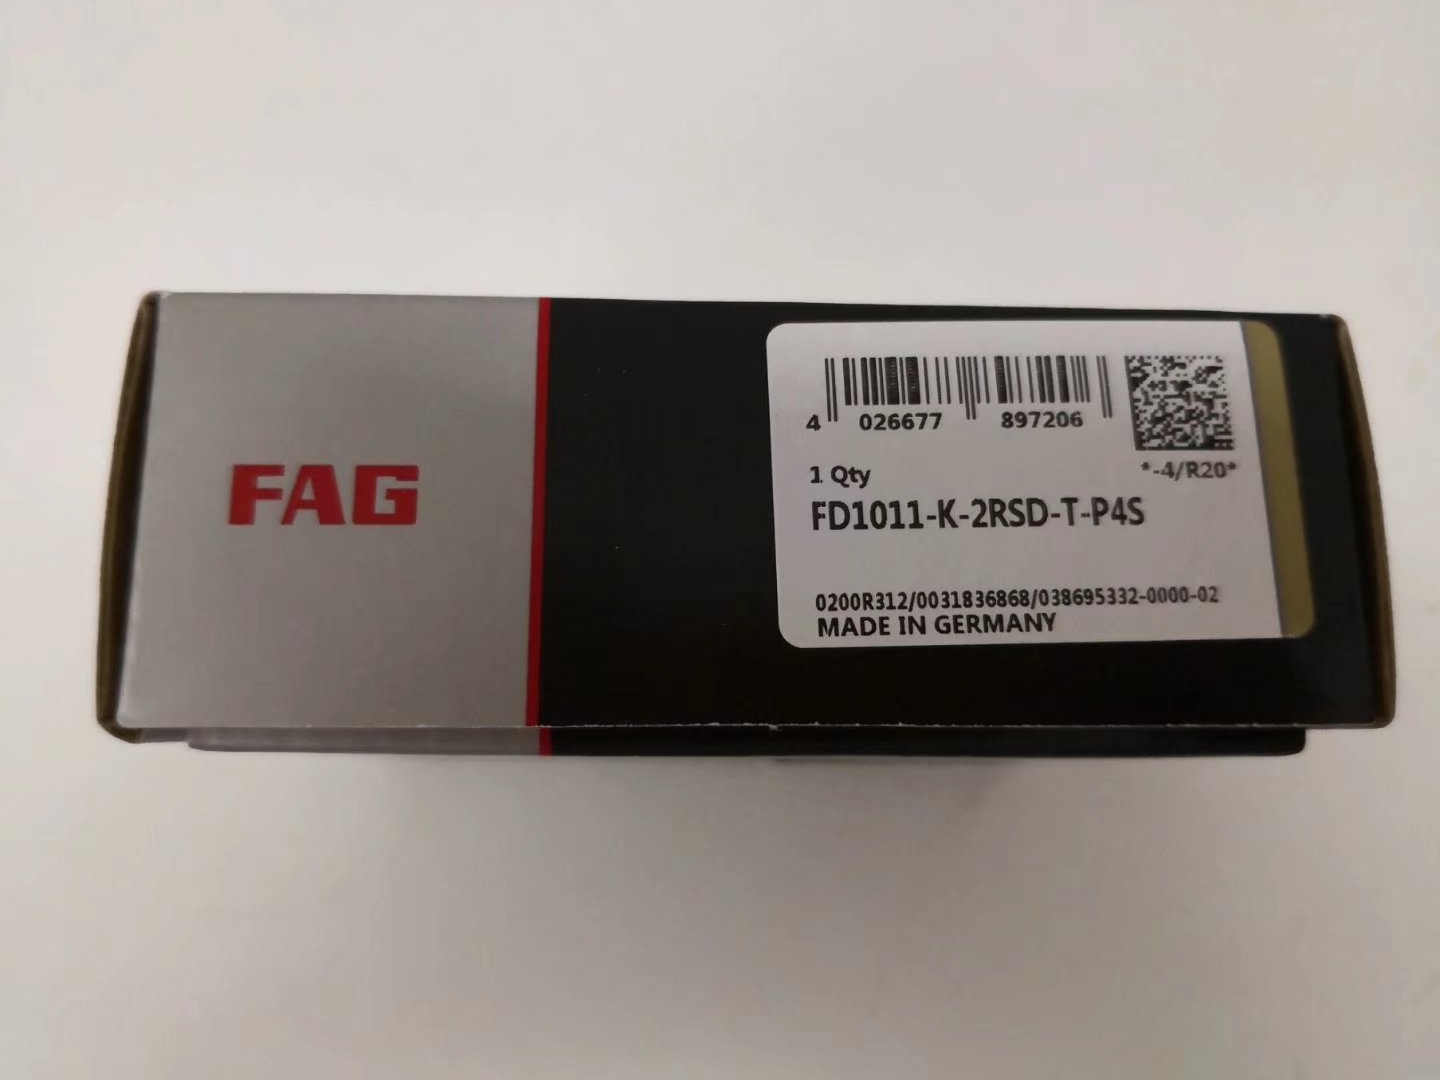 FAG
4 026677 897206
*-4/R20*
1 Qty
FD1011-K-2RSD-T-P4S
0200R312/0031836868/038695332-0000-02
MADE IN GERMANY